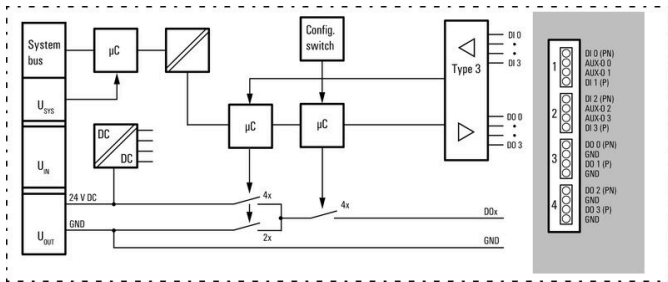 System
bus
µC
Config.
switch
Type 3
DI 0
DI 3
DO 0
DO 3
U SYS
U IN
U OUT
DC
DC
µC
µC
24 V DC
GND
4x
2x
4x
DOx
GND
1
DI 0 (PN)
AUX-O 0
AUX-O 1
DI 1 (P)
2
DI 2 (PN)
AUX-O 2
AUX-O 3
DI 3 (P)
3
DO 0 (PN)
GND
DO 1 (P)
GND
4
DO 2 (PN)
GND
DO 3 (P)
GND